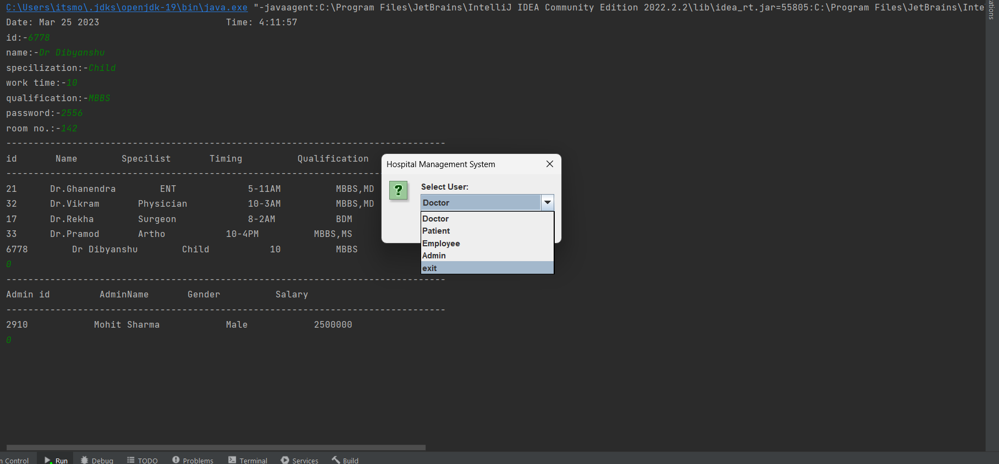 C:\Users\itsmo\.jdks\openjdk-19\bin\java.exe "-javaagent:C:\Program Files\JetBrains\IntelliJ IDEA Community Edition 2022.2.2\lib\idea_rt.jar=55805:C:\Program Files\JetBrains\Inte
Date: Mar 25 2023 Time: 4:11:57
id:-6778
name:-Dr Dibyanshu
specilization:-Child
work time:-10
qualification:-MBBS
password:-2556
room no.:-142
--------------------------------------------------------------------------------
id Name Specilist Timing Qualification
--------------------------------------------------------------------
21 Dr.Ghanendra ENT 5-11AM MBBS,MD
32 Dr.Vikram Physician 10-3AM MBBS,MD
17 Dr.Rekha Surgeon 8-2AM BDM
33 Dr.Pramod Artho 10-4PM MBBS,MS
6778 Dr Dibyanshu Child 10 MBBS
0
--------------------------------------------------------------------------------
Admin id AdminName Gender Salary
--------------------------------------------------------------------------------
2910 Mohit Sharma Male 2500000
0
Hospital Management System
?
Select User:
Doctor
Doctor
Patient
Employee
Admin
exit
Control Run Debug TODO Problems Terminal Services Build